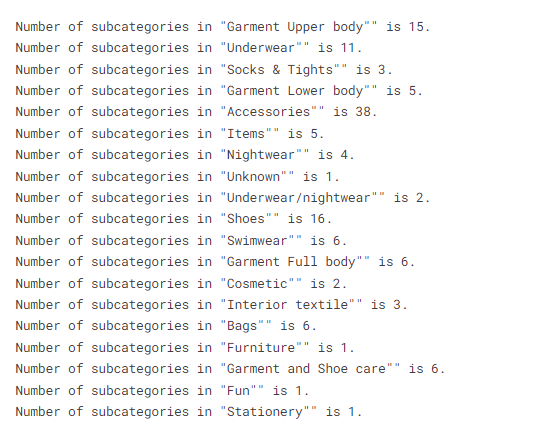 Number of subcategories in "Garment Upper body"" is 15.
Number of subcategories in "Underwear"" is 11.
Number of subcategories in "Socks & Tights"" is 3.
Number of subcategories in "Garment Lower body"" is 5.
Number of subcategories in "Accessories"" is 38.
Number of subcategories in "Items"" is 5.
Number of subcategories in "Nightwear"" is 4.
Number of subcategories in "Unknown"" is 1.
Number of subcategories in "Underwear/nightwear"" is 2.
Number of subcategories in "Shoes"" is 16.
Number of subcategories in "Swimwear"" is 6.
Number of subcategories in "Garment Full body"" is 6.
Number of subcategories in "Cosmetic"" is 2.
Number of subcategories in "Interior textile"" is 3.
Number of subcategories in "Bags"" is 6.
Number of subcategories in "Furniture"" is 1.
Number of subcategories in "Garment and Shoe care"" is 6.
Number of subcategories in "Fun"" is 1.
Number of subcategories in "Stationery"" is 1.